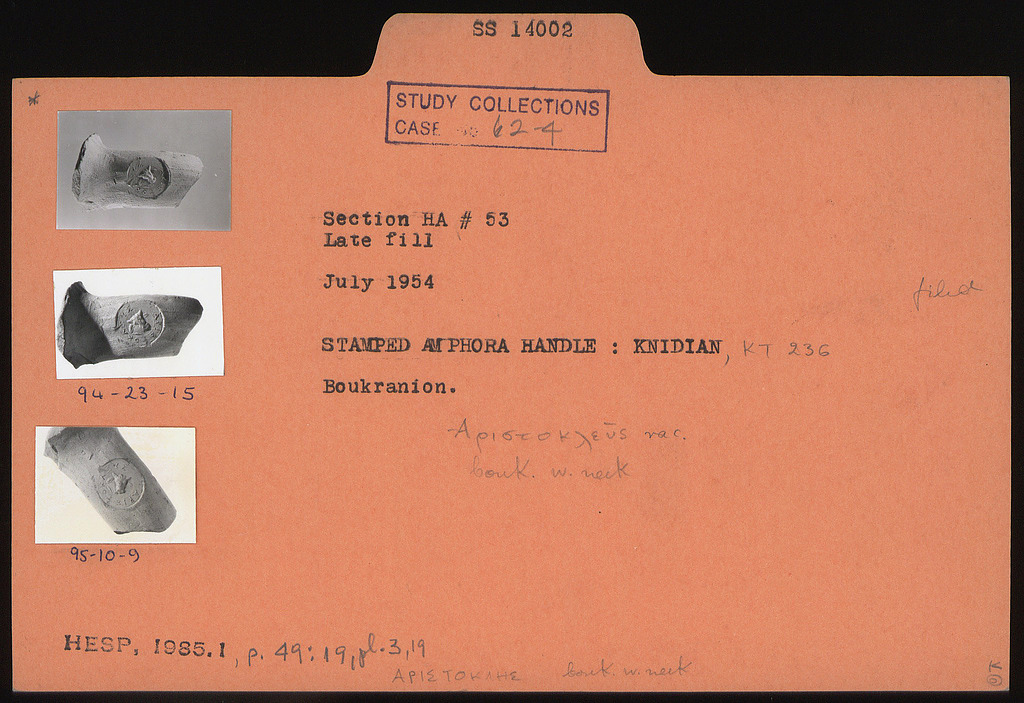 SS 14002
*
STUDY COLLECTIONS
CASE 62-4
Section HA # 53
Late fill
July 1954
filed
STAMPED AMPHORA HANDLE : KNIDIAN, KT 236
Boukranion.
Αριστοκλεῦς
bouk. w. neck
94-23-15
95-10-9
HESP, 1985.1, p. 49:19, pl. 3,19
ΑΡΙΣΤΟΚΛΗΣ bouk. w. neck